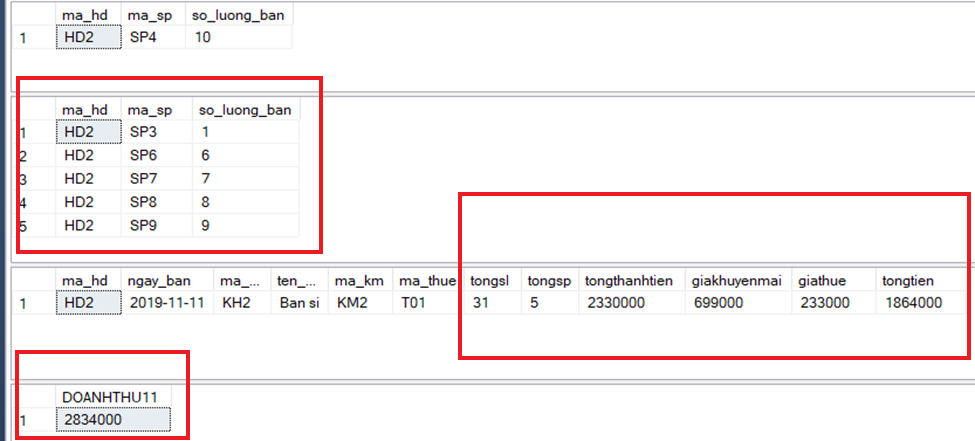 ma_hd ma_sp so_luong_ban
1 HD2 SP4 10
ma_hd ma_sp so_luong_ban
1 HD2 SP3 1
2 HD2 SP6 6
3 HD2 SP7 7
4 HD2 SP8 8
5 HD2 SP9 9
ma_hd ngay_ban ma_... ten_... ma_km ma_thue tongsl tongsp tongthanhtien giakhuyenmai giathue tongtien
1 HD2 2019-11-11 KH2 Ban si KM2 T01 31 5 2330000 699000 233000 1864000
DOANHTHU11
1 2834000